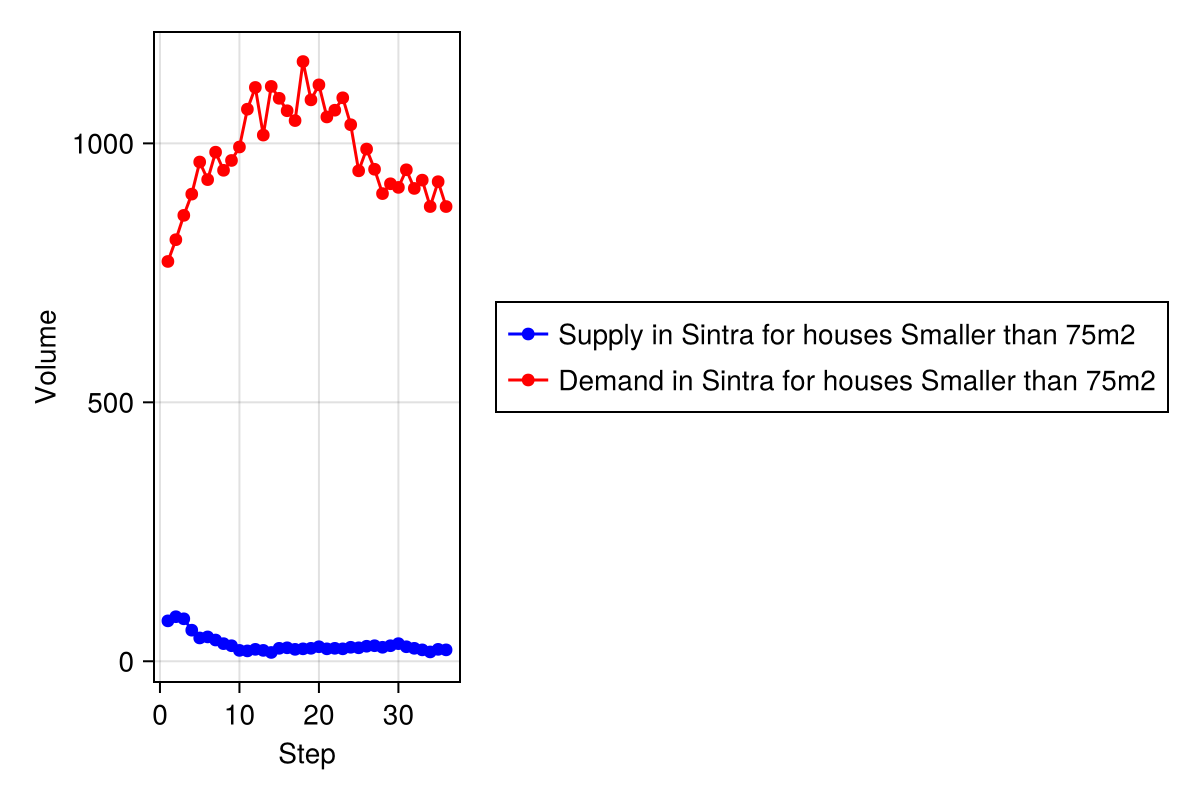 Volume
1000
500
0
0 10 20 30
Step
Supply in Sintra for houses Smaller than 75m2
Demand in Sintra for houses Smaller than 75m2